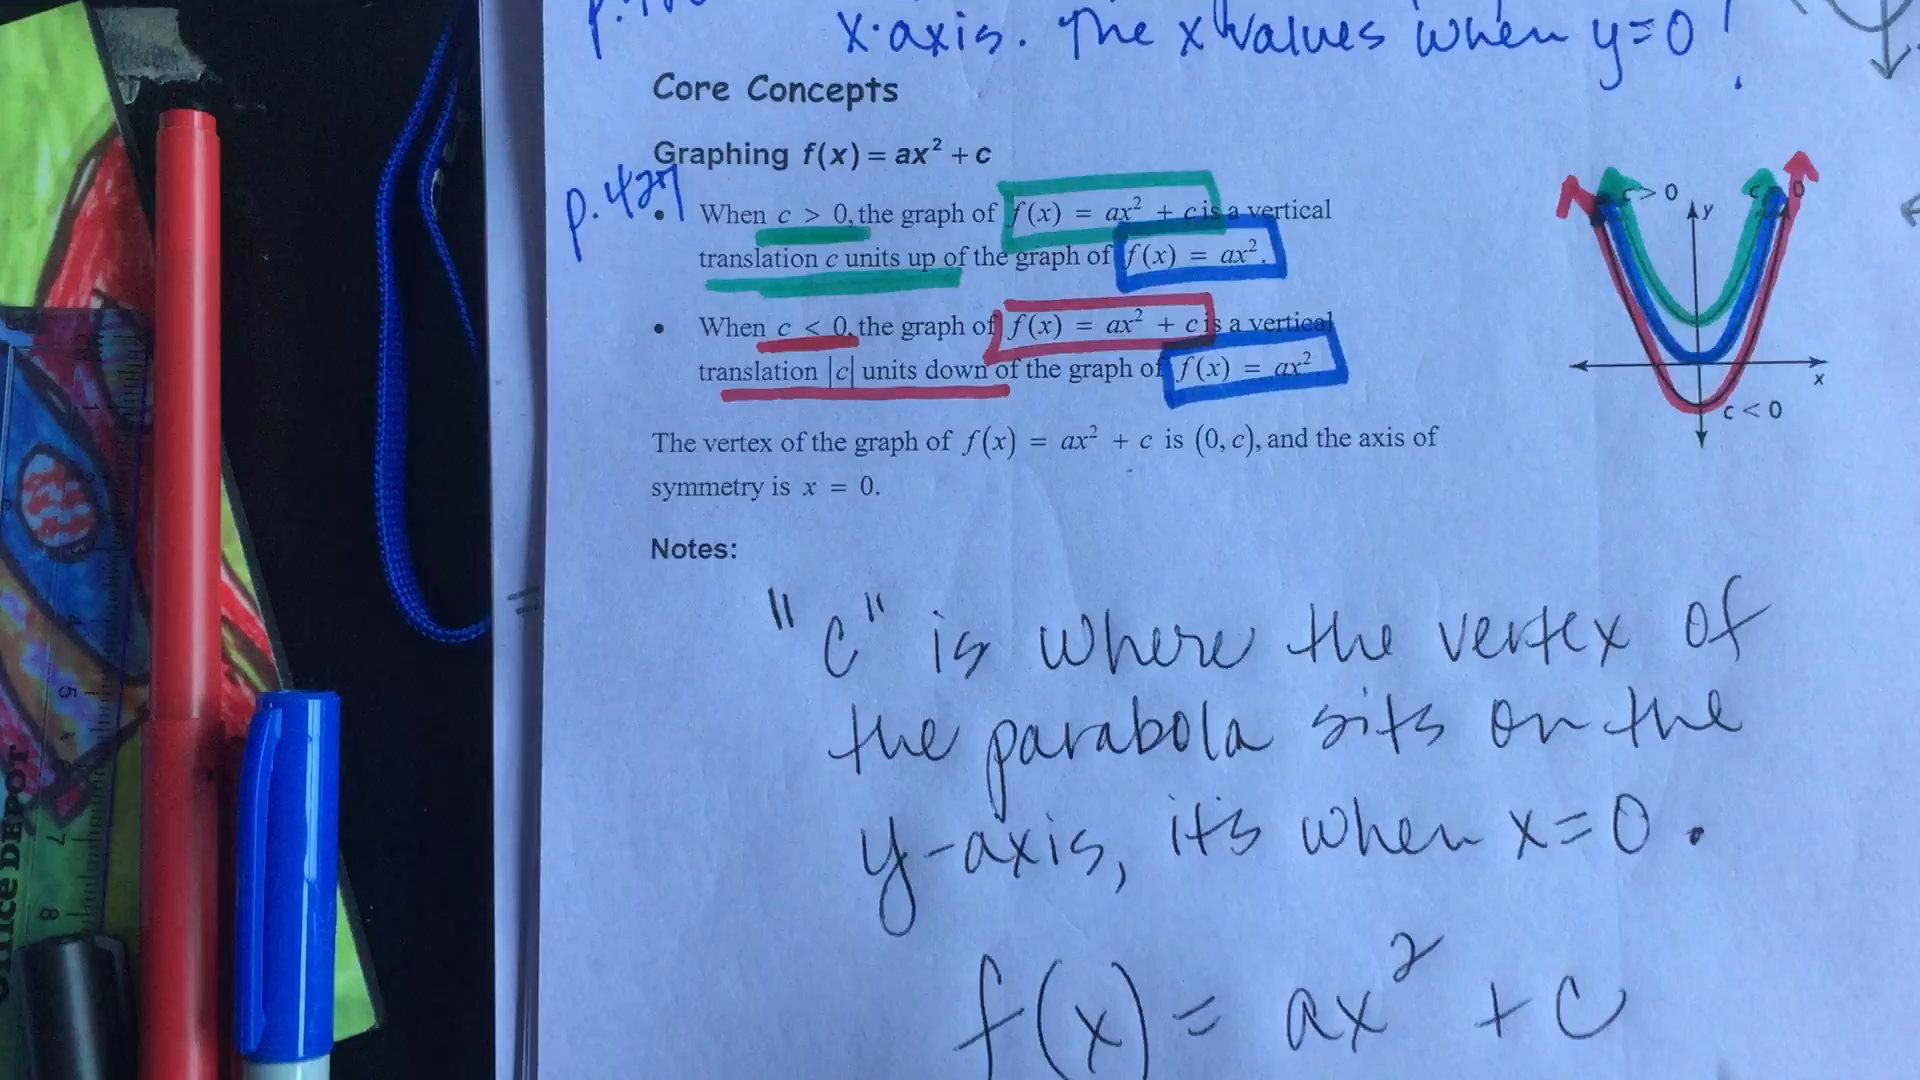 x-axis. The x values when y=0!
Core Concepts
Graphing f(x) = ax² + c
p.427
• When c > 0, the graph of f(x) = ax² + c is a vertical
translation c units up of the graph of f(x) = ax².
• When c < 0, the graph of f(x) = ax² + c is a vertical
translation |c| units down of the graph of f(x) = ax².
The vertex of the graph of f(x) = ax² + c is (0, c), and the axis of
symmetry is x = 0.
c > 0
c = 0
y
x
c < 0
Notes:
"c" is where the vertex of
the parabola sits on the
y-axis, it's when x=0.
f(x) = ax² + c
5
7
8
DEPOT